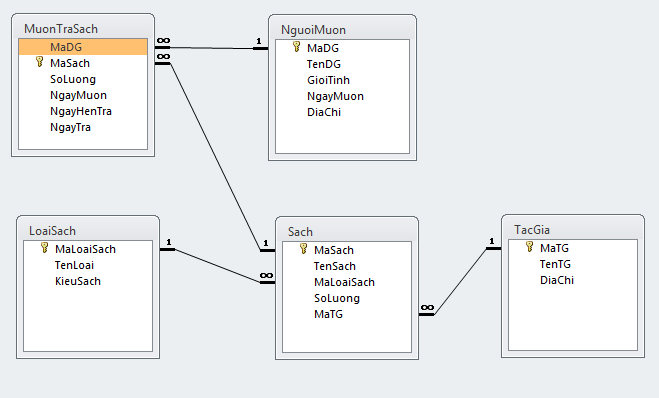 MuonTraSach
MaDG
MaSach
SoLuong
NgayMuon
NgayHenTra
NgayTra
∞
∞
1
NguoiMuon
MaDG
TenDG
GioiTinh
NgayMuon
DiaChi
LoaiSach
MaLoaiSach
TenLoai
KieuSach
1
1
∞
Sach
MaSach
TenSach
MaLoaiSach
SoLuong
MaTG
∞
1
TacGia
MaTG
TenTG
DiaChi